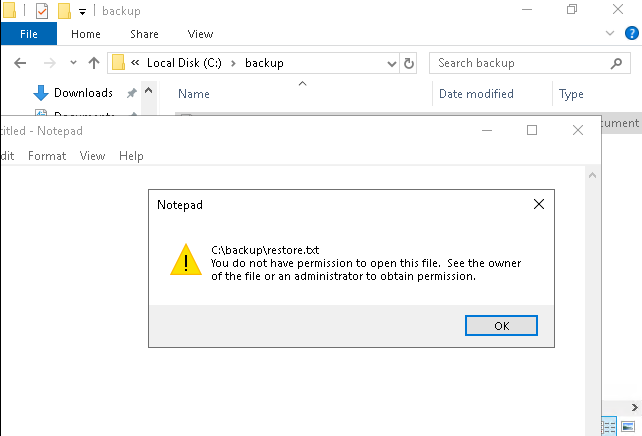 backup
File Home Share View
« Local Disk (C:) › backup Search backup
Downloads Name Date modified Type
Documents
ntitled - Notepad cument
dit Format View Help
Notepad
C:\backup\restore.txt
You do not have permission to open this file. See the owner
of the file or an administrator to obtain permission.
OK